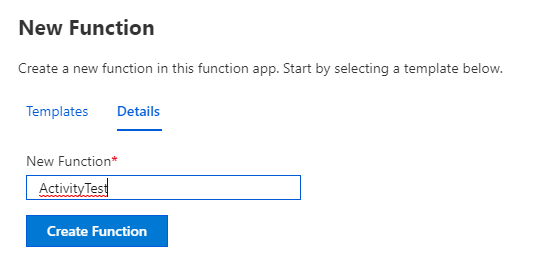 New Function
Create a new function in this function app. Start by selecting a template below.
Templates Details
New Function*
ActivityTest
Create Function